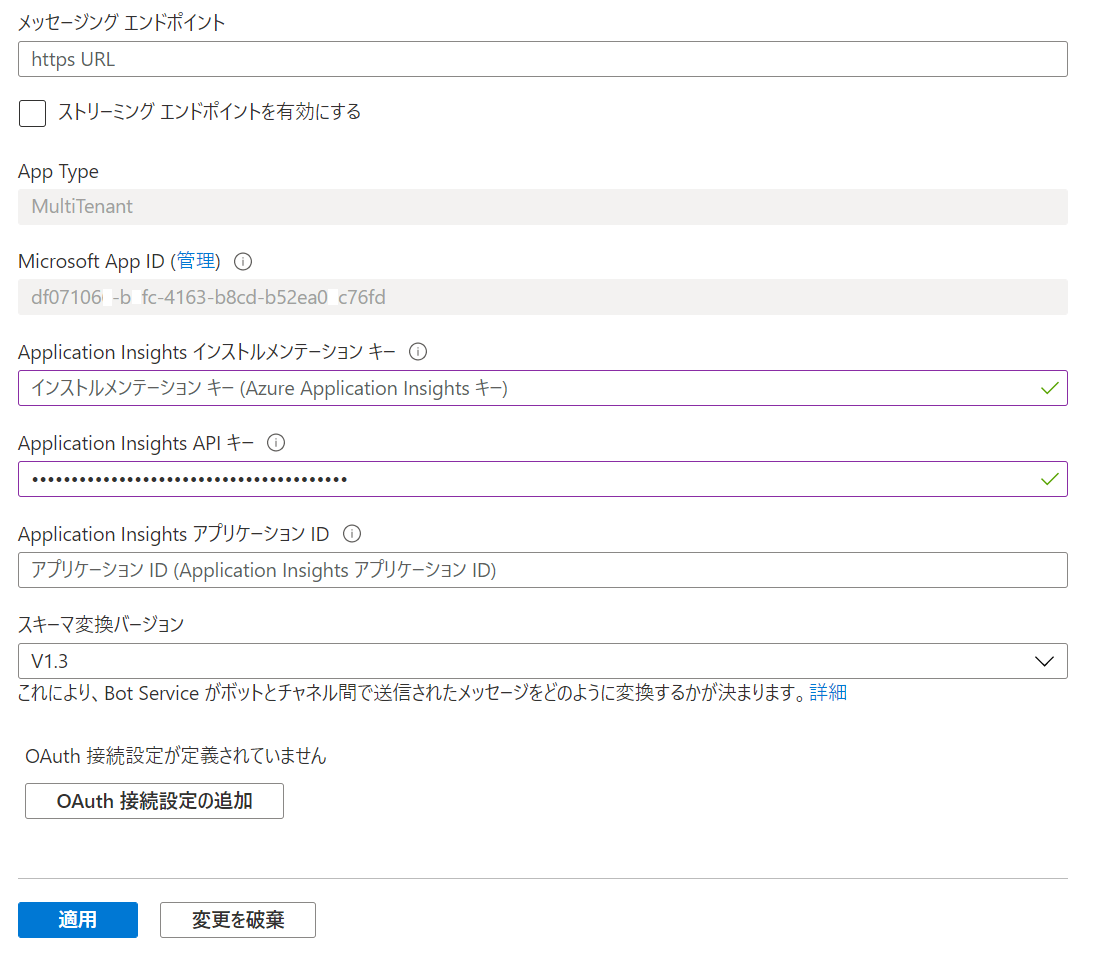 メッセージング エンドポイント
https URL
ストリーミング エンドポイントを有効にする
App Type
MultiTenant
Microsoft App ID (管理)
df07106 -b fc-4163-b8cd-b52ea0 c76fd
Application Insights インストルメンテーション キー
インストルメンテーション キー (Azure Application Insights キー)
Application Insights API キー
••••••••••••••••••••••••••••••••••••••••
Application Insights アプリケーション ID
アプリケーション ID (Application Insights アプリケーション ID)
スキーマ変換バージョン
V1.3
これにより、Bot Service がボットとチャネル間で送信されたメッセージをどのように変換するかが決まります。詳細
OAuth 接続設定が定義されていません
OAuth 接続設定の追加
適用 変更を破棄